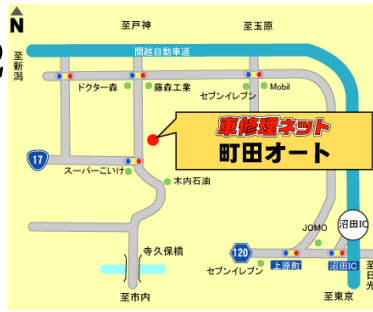 N
至戸神
至玉原
至新潟
関越自動車道
ドクター森
藤森工業
セブンイレブン
Mobil
車修理ネット
町田オート
17
スーパーこいけ
木内石油
沼田IC
JOMO
寺久保橋
120
セブンイレブン
上原町
沼田IC
至日光
至市内
至東京